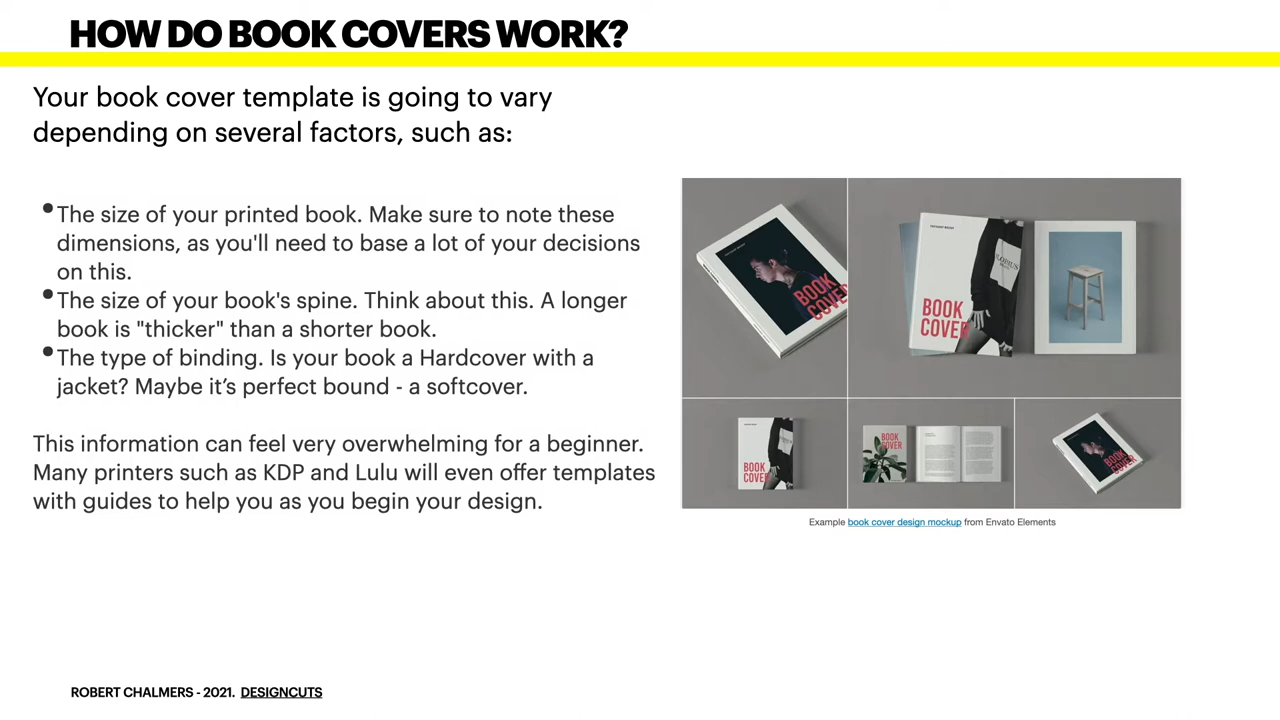 HOW DO BOOK COVERS WORK?
Your book cover template is going to vary
depending on several factors, such as:
•The size of your printed book. Make sure to note these
dimensions, as you'll need to base a lot of your decisions
on this.
•The size of your book's spine. Think about this. A longer
book is "thicker" than a shorter book.
•The type of binding. Is your book a Hardcover with a
jacket? Maybe it’s perfect bound - a softcover.
This information can feel very overwhelming for a beginner.
Many printers such as KDP and Lulu will even offer templates
with guides to help you as you begin your design.
BOOK
COVER
BOOK
COVER
BOOK
COVER
BOOK
COVER
BOOK
COVER
Example book cover design mockup from Envato Elements
ROBERT CHALMERS - 2021. DESIGNCUTS